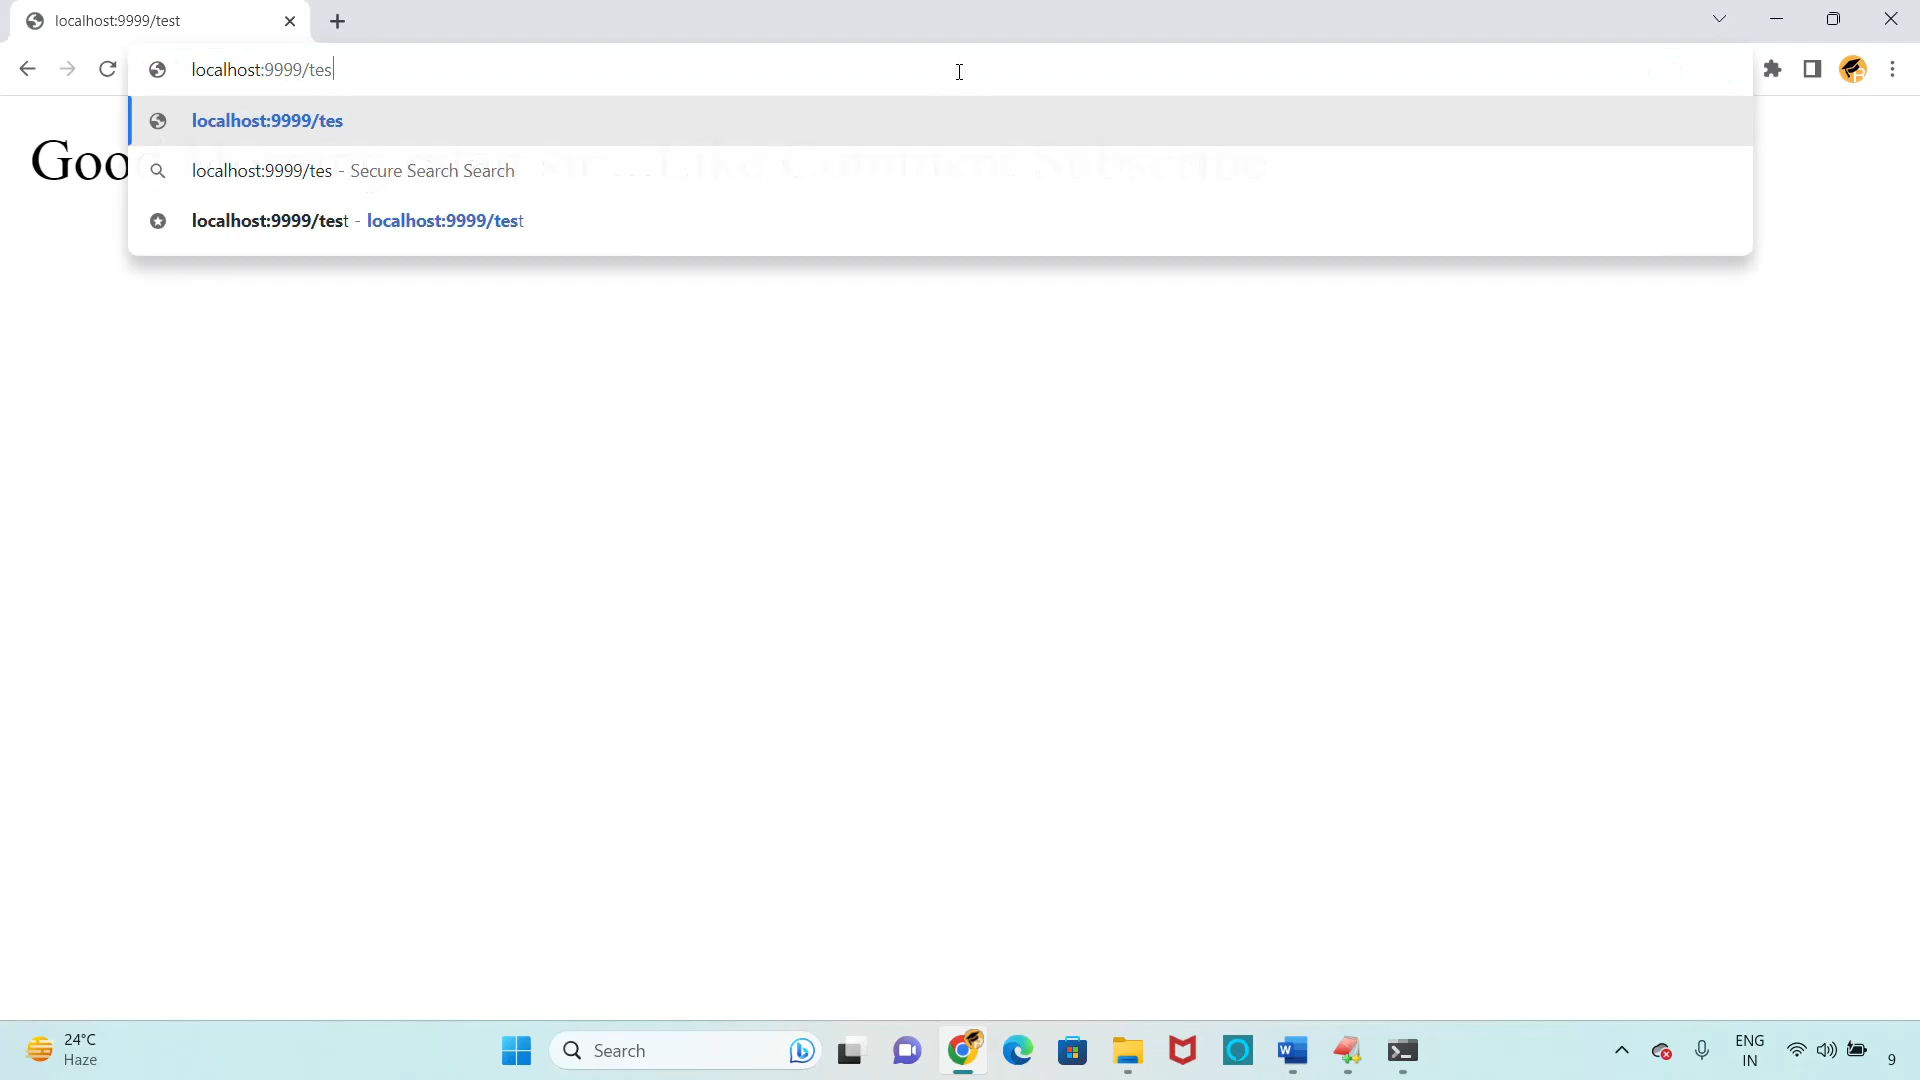 localhost:9999/test
localhost:9999/tes
localhost:9999/tes
Goo
localhost:9999/tes - Secure Search Search
localhost:9999/test - localhost:9999/test
24°C
Haze
Search
ENG
IN
9